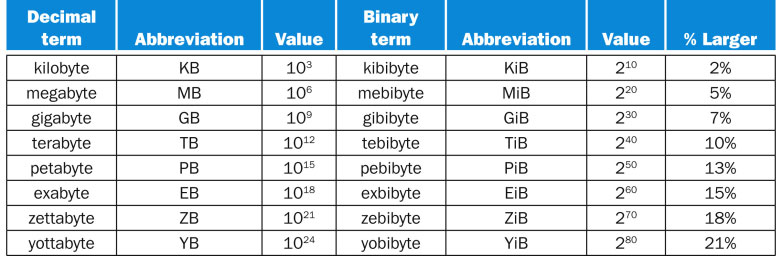 Decimal term Abbreviation Value Binary term Abbreviation Value % Larger
kilobyte KB 10³ kibibyte KiB 2¹⁰ 2%
megabyte MB 10⁶ mebibyte MiB 2²⁰ 5%
gigabyte GB 10⁹ gibibyte GiB 2³⁰ 7%
terabyte TB 10¹² tebibyte TiB 2⁴⁰ 10%
petabyte PB 10¹⁵ pebibyte PiB 2⁵⁰ 13%
exabyte EB 10¹⁸ exbibyte EiB 2⁶⁰ 15%
zettabyte ZB 10²¹ zebibyte ZiB 2⁷⁰ 18%
yottabyte YB 10²⁴ yobibyte YiB 2⁸⁰ 21%